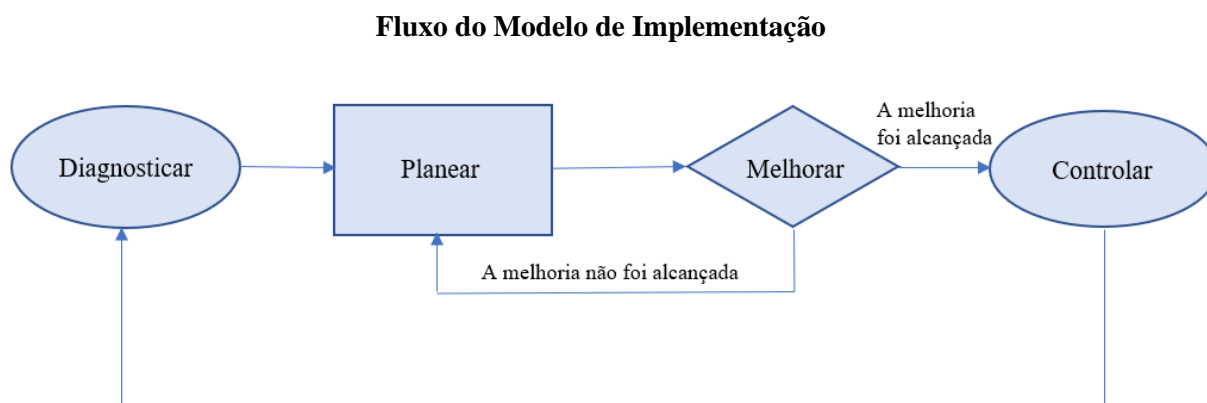 Fluxo do Modelo de Implementação
Diagnosticar
Planear
Melhorar
A melhoria
foi alcançada
Controlar
A melhoria não foi alcançada